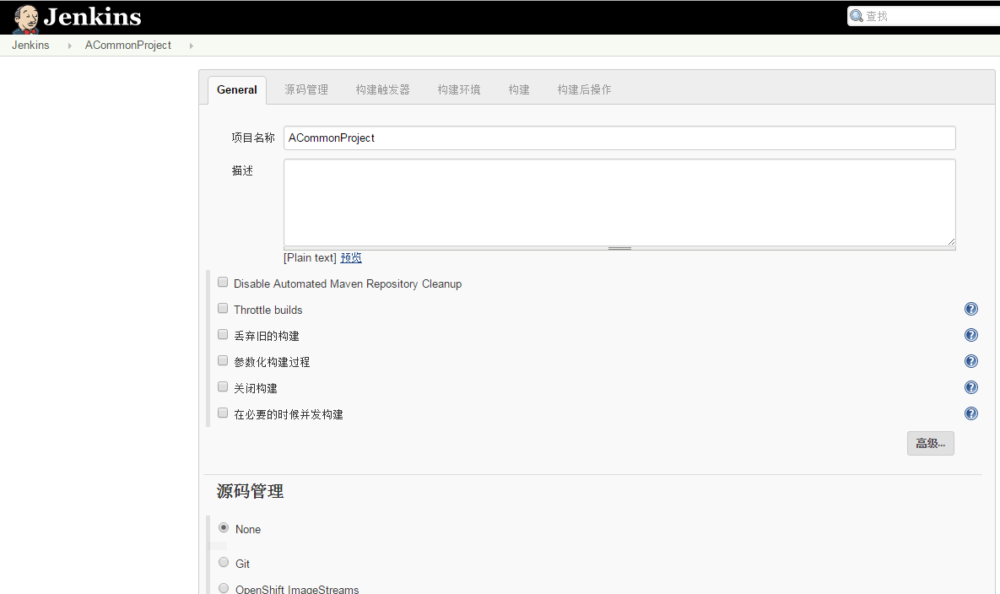 Jenkins
查找
Jenkins ACommonProject
General 源码管理 构建触发器 构建环境 构建 构建后操作
项目名称 ACommonProject
描述
[Plain text] 预览
Disable Automated Maven Repository Cleanup
Throttle builds
丢弃旧的构建
参数化构建过程
关闭构建
在必要的时候并发构建
高级...
源码管理
None
Git
OpenShift ImageStreams